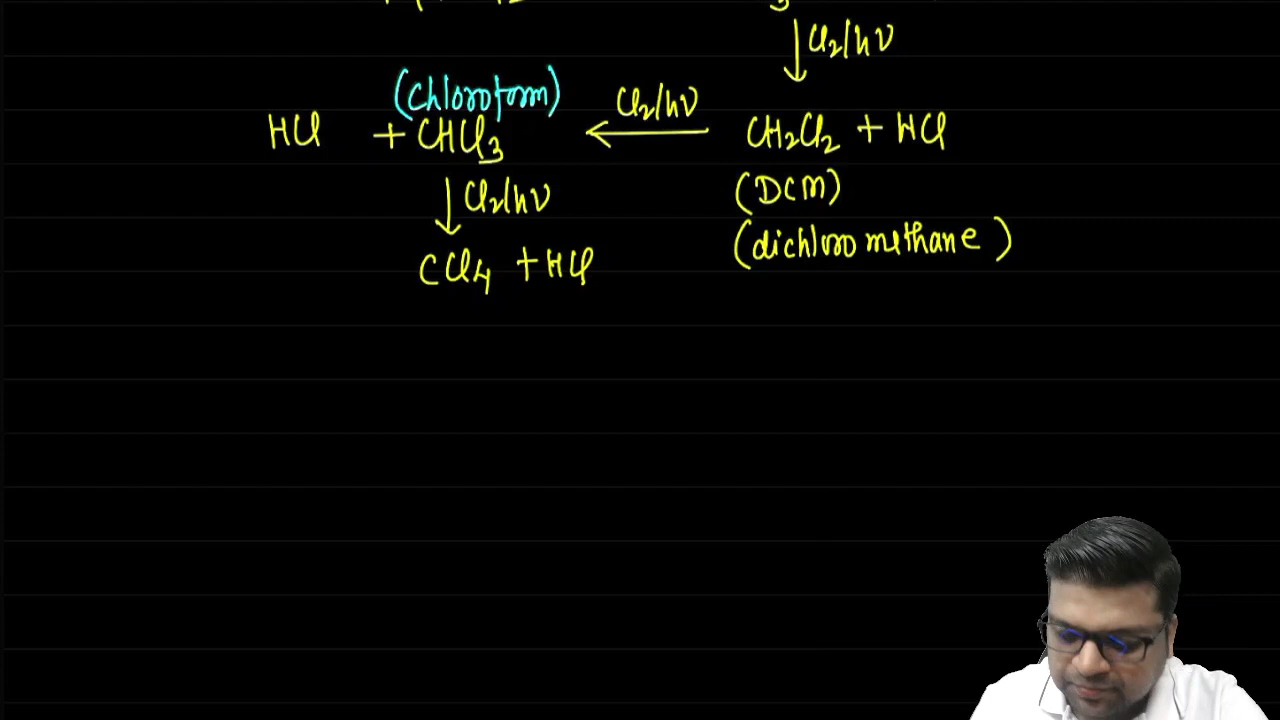 Cl2/hν
(Chloroform)
HCl + CHCl3 ← Cl2/hν CH2Cl2 + HCl
↓ Cl2/hν (DCM)
(dichloromethane)
CCl4 + HCl